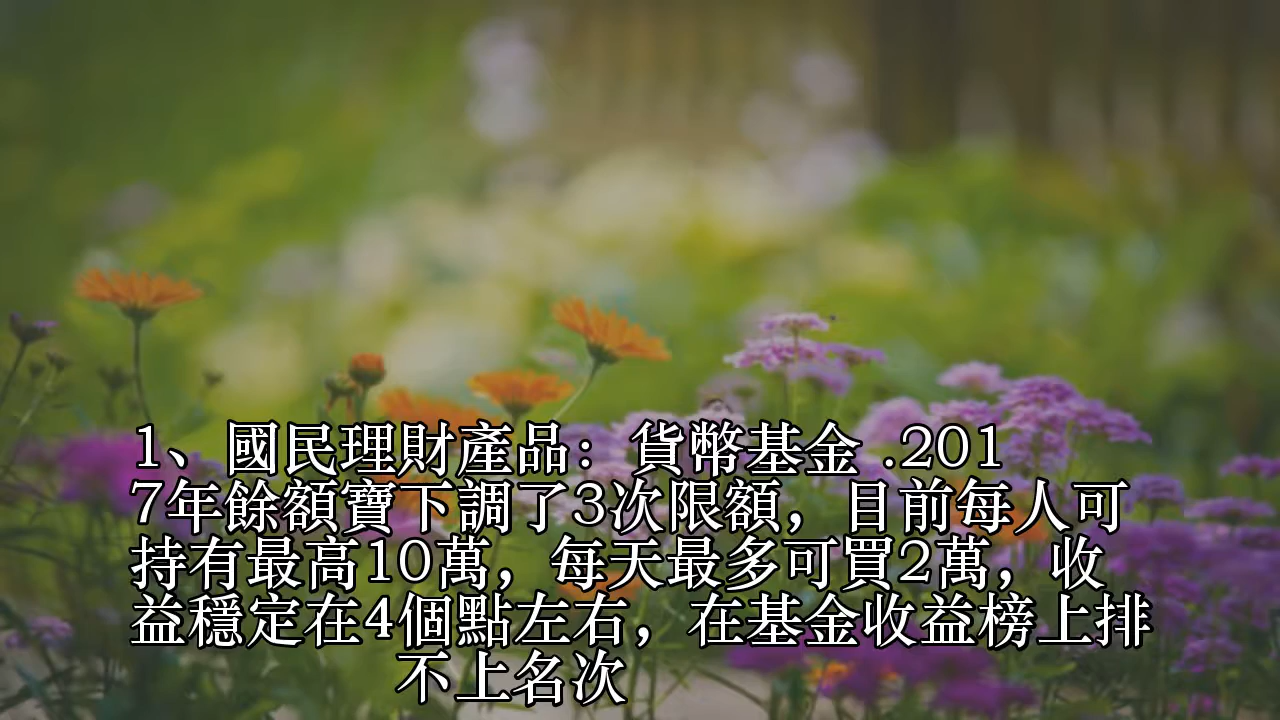 1、國民理財產品：貨幣基金 .201
7年餘額寶下調了3次限額，目前每人可
持有最高10萬，每天最多可買2萬，收
益穩定在4個點左右，在基金收益榜上排
不上名次